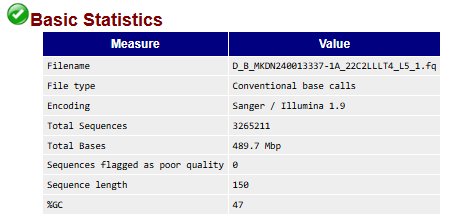 Basic Statistics
Measure Value
Filename D_B_MKDN240013337-1A_22C2LLLT4_L5_1.fq
File type Conventional base calls
Encoding Sanger / Illumina 1.9
Total Sequences 3265211
Total Bases 489.7 Mbp
Sequences flagged as poor quality 0
Sequence length 150
%GC 47